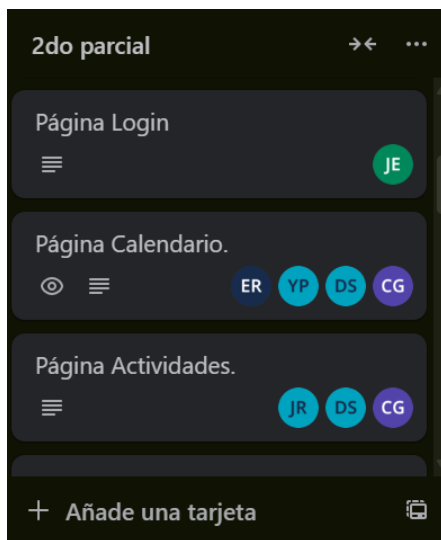 2do parcial
Página Login
JE
Página Calendario.
ER YP DS CG
Página Actividades.
JR DS CG
Añade una tarjeta